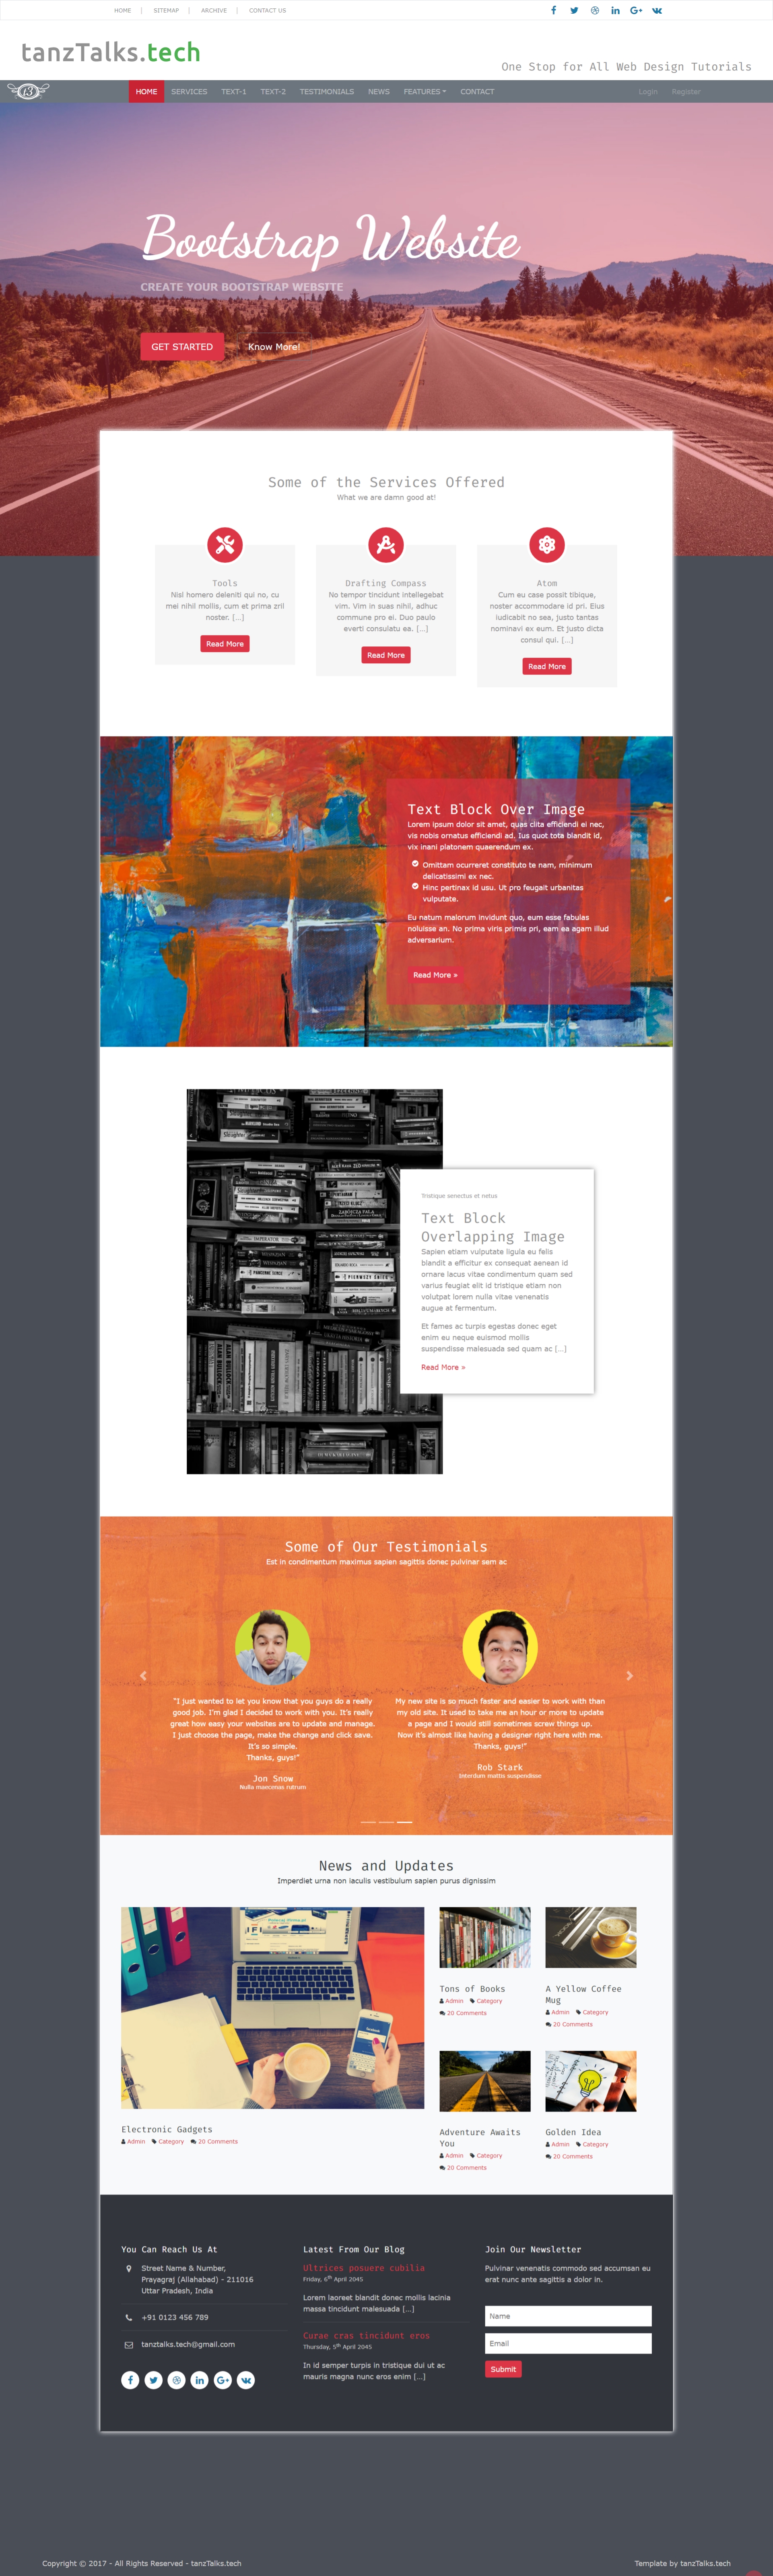 HOME | SITEMAP | ARCHIVE | CONTACT US
tanzTalks.tech
One Stop for All Web Design Tutorials
13
HOME SERVICES TEXT-1 TEXT-2 TESTIMONIALS NEWS FEATURES CONTACT
Login Register
Bootstrap Website
CREATE YOUR BOOTSTRAP WEBSITE
GET STARTED
Know More!
Some of the Services Offered
What we are damn good at!
Tools
Nisl homero deleniti qui no, cu
mei nihil mollis, cum et prima zril
noster. [...]
Read More
Drafting Compass
No tempor tincidunt intellegebat
vim. Vim in suas nihil, adhuc
commune pro ei. Duo paulo
everti consulatu ea. [...]
Read More
Atom
Cum eu case possit tibique,
noster accommodare id pri. Eius
iudicabit no sea, justo tantas
nominavi ex eum. Et justo dicta
consul qui. [...]
Read More
Text Block Over Image
Lorem ipsum dolor sit amet, quas clita efficiendi ei nec,
vis nobis ornatus efficiendi ad. Ius quot tota blandit id,
vix inani platonem quaerendum ex.
Omittam ocurreret constituto te nam, minimum
delicatissimi ex nec.
Hinc pertinax id usu. Ut pro feugait urbanitas
vulputate.
Eu natum malorum invidunt quo, eum esse fabulas
noluisse an. No prima viris primis pri, eam ea agam illud
adversarium.
Read More »
Tristique senectus et netus
Text Block
Overlapping Image
Sapien etiam vulputate ligula eu felis
blandit a efficitur ex consequat aenean id
ornare lacus vitae condimentum quam sed
varius feugiat elit id tristique etiam non
volutpat lorem nulla vitae venenatis
augue at fermentum.
Et fames ac turpis egestas donec eget
enim eu neque euismod mollis
suspendisse malesuada sed quam ac [...]
Read More »
Some of Our Testimonials
Est in condimentum maximus sapien sagittis donec pulvinar sem ac
"I just wanted to let you know that you guys do a really
good job. I'm glad I decided to work with you. It's really
great how easy your websites are to update and manage.
I just choose the page, make the change and click save.
It's so simple.
Thanks, guys!"
Jon Snow
Nulla maecenas rutrum
My new site is so much faster and easier to work with than
my old site. It used to take me an hour or more to update
a page and I would still sometimes screw things up.
Now it's almost like having a designer right here with me.
Thanks, guys!"
Rob Stark
Interdum mattis suspendisse
News and Updates
Imperdiet urna non iaculis vestibulum sapien purus dignissim
Electronic Gadgets
Admin Category 20 Comments
Tons of Books
Admin Category
20 Comments
A Yellow Coffee
Mug
Admin Category
20 Comments
Adventure Awaits
You
Admin Category
20 Comments
Golden Idea
Admin Category
20 Comments
You Can Reach Us At
Street Name & Number,
Prayagraj (Allahabad) - 211016
Uttar Pradesh, India
+91 0123 456 789
tanztalks.tech@gmail.com
Latest From Our Blog
Ultrices posuere cubilia
Friday, 6th April 2045
Lorem laoreet blandit donec mollis lacinia
massa tincidunt malesuada [...]
Curae cras tincidunt eros
Thursday, 5th April 2045
In id semper turpis in tristique dui ut ac
mauris magna nunc eros enim [...]
Join Our Newsletter
Pulvinar venenatis commodo sed accumsan eu
erat nunc ante sagittis a dolor in.
Name
Email
Submit
Copyright © 2017 - All Rights Reserved - tanzTalks.tech
Template by tanzTalks.tech